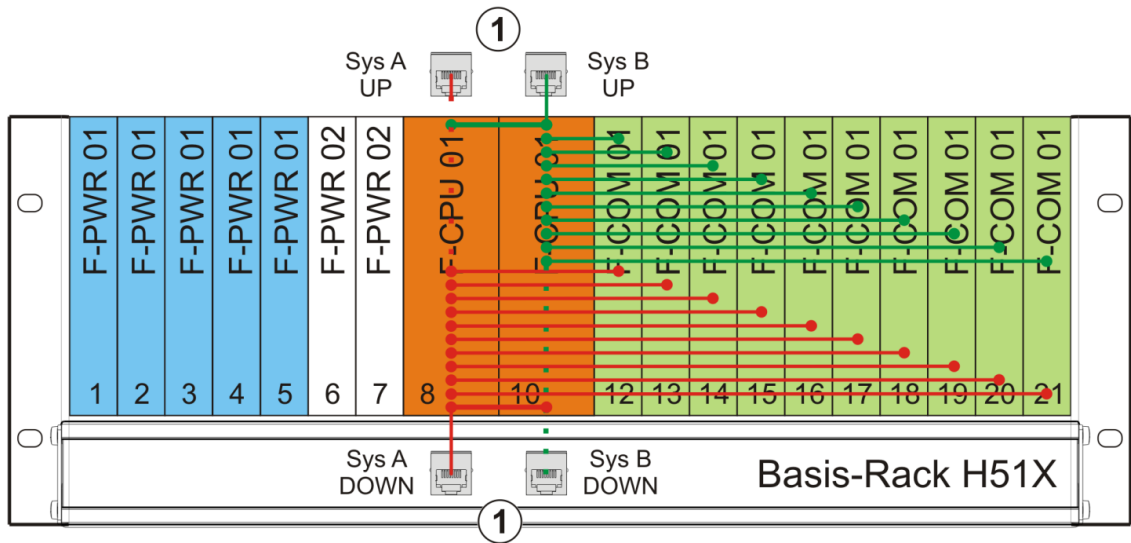 1
Sys A
UP
Sys B
UP
F-PWR 01
F-PWR 01
F-PWR 01
F-PWR 01
F-PWR 01
F-PWR 02
F-PWR 02
F-CPU 01
F-CPU 01
F-COM 01
F-COM 01
F-COM 01
F-COM 01
F-COM 01
F-COM 01
F-COM 01
F-COM 01
F-COM 01
F-COM 01
1 2 3 4 5 6 7 8 10 12 13 14 15 16 17 18 19 20 21
Sys A
DOWN
Sys B
DOWN
Basis-Rack H51X
1